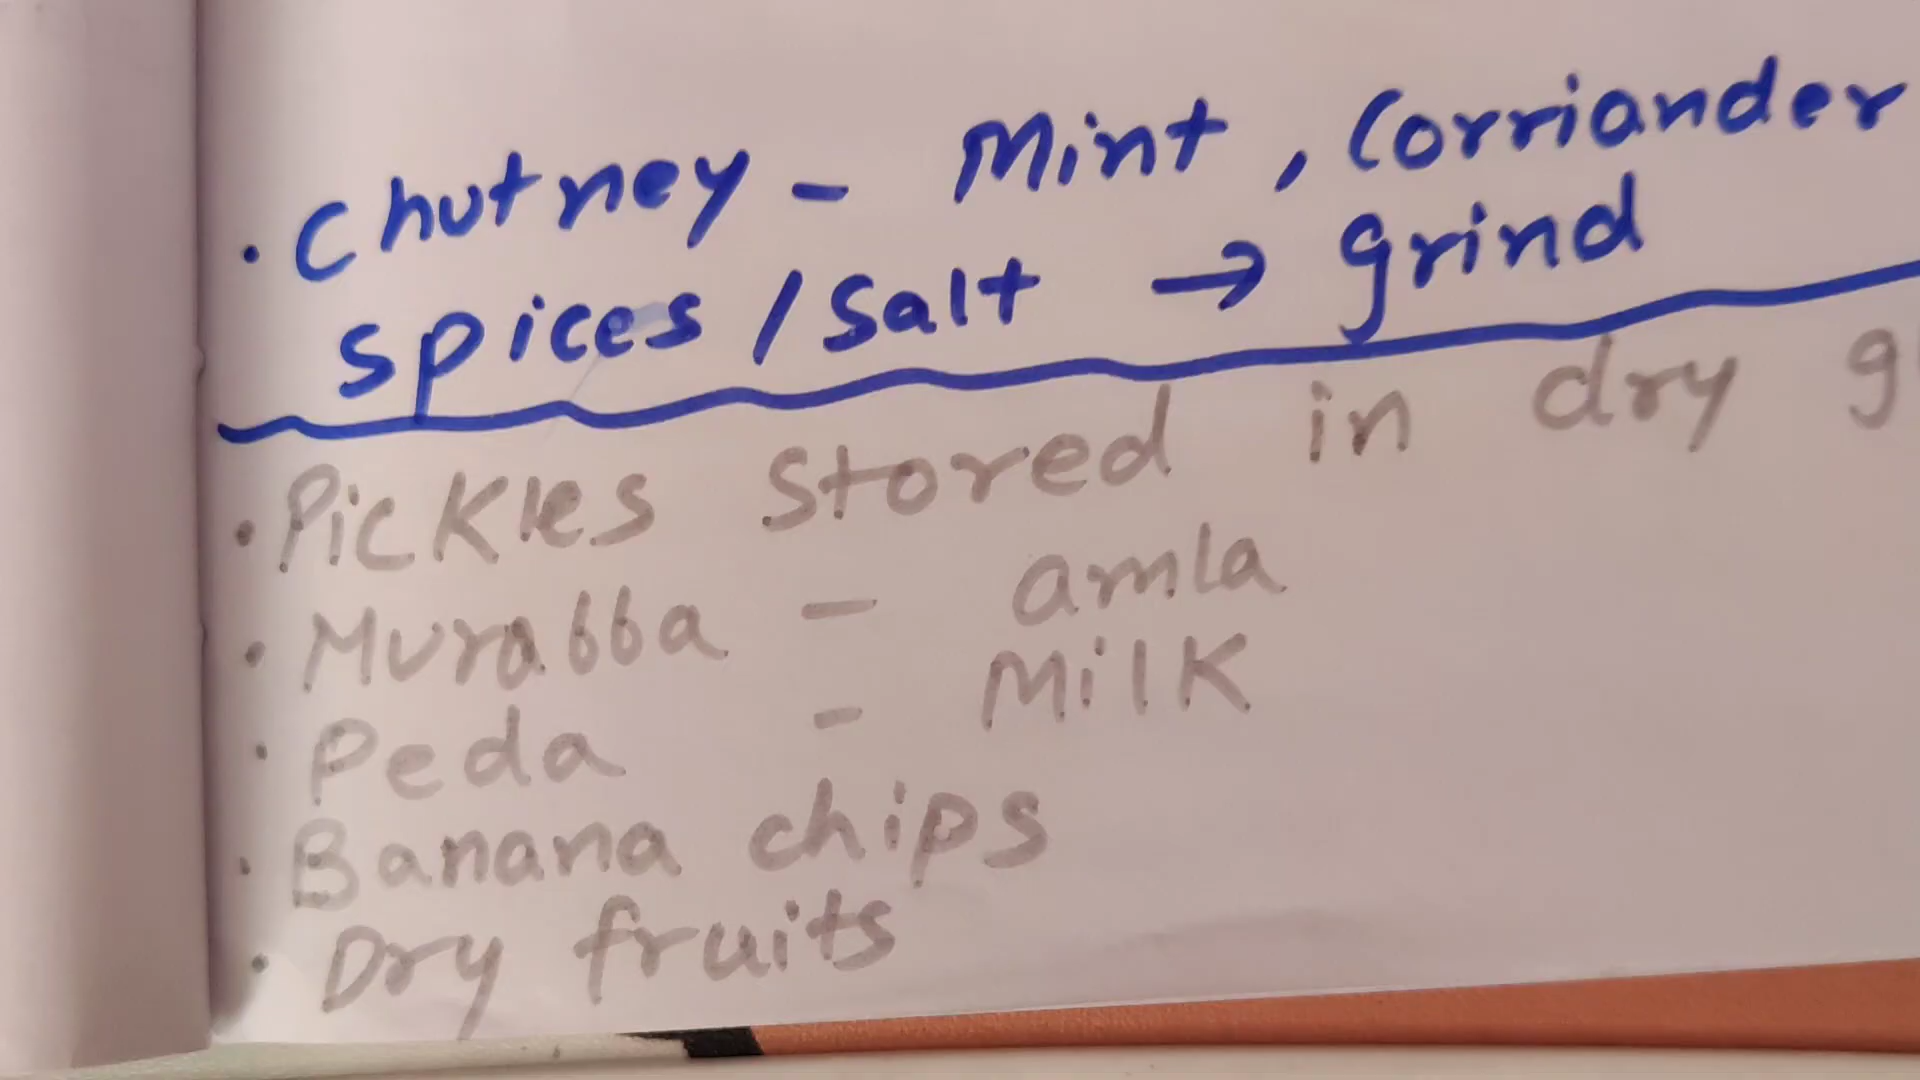 • Chutney - Mint, Corriander
spices / Salt → grind
• Pickles Stored in dry
• Murabba - amla
• Peda - Milk
• Banana chips
• Dry fruits